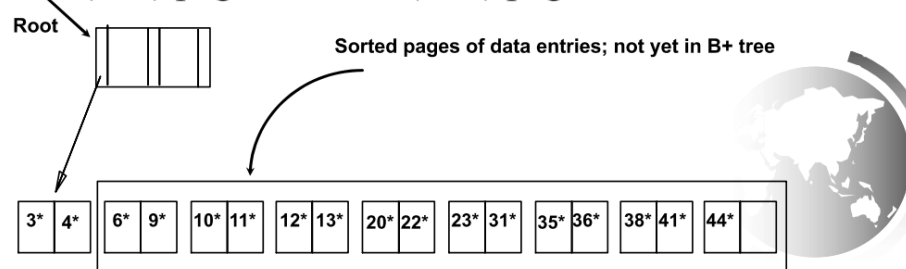 Root
Sorted pages of data entries; not yet in B+ tree
3* 4* 6* 9* 10* 11* 12* 13* 20* 22* 23* 31* 35* 36* 38* 41* 44*